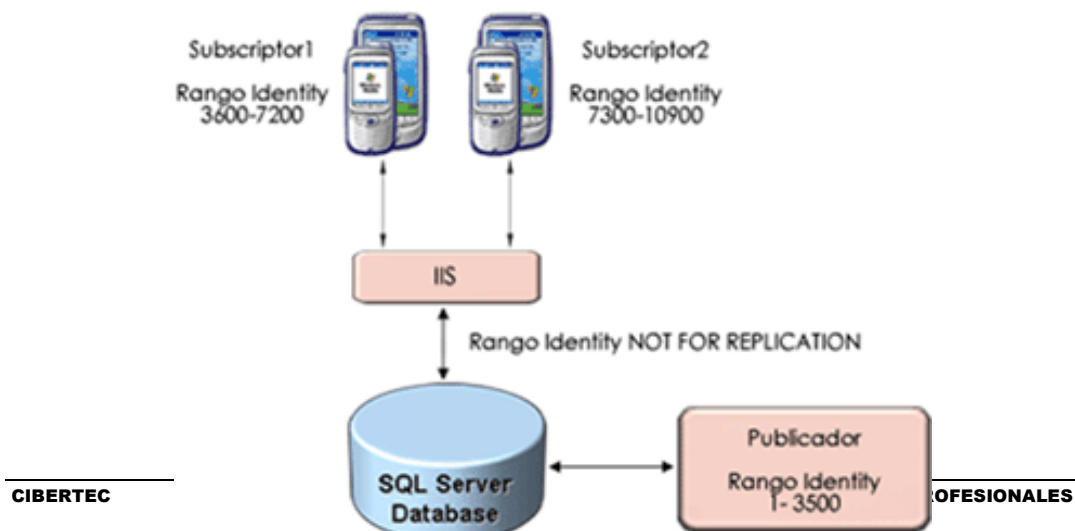 Subscriptor1
Rango Identity
3600-7200
Subscriptor2
Rango Identity
7300-10900
IIS
Rango Identity NOT FOR REPLICATION
SQL Server
Database
Publicador
Rango Identity
1- 3500
CIBERTEC
OFESIONALES